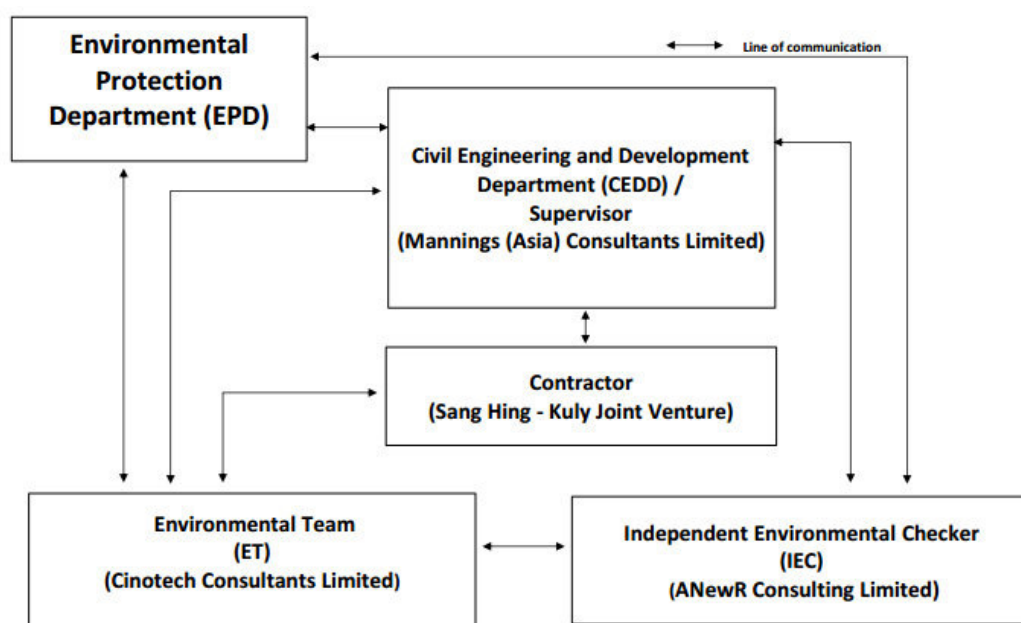 Environmental
Protection
Department (EPD)
Line of communication
Civil Engineering and Development
Department (CEDD) /
Supervisor
(Mannings (Asia) Consultants Limited)
Contractor
(Sang Hing - Kuly Joint Venture)
Environmental Team
(ET)
(Cinotech Consultants Limited)
Independent Environmental Checker
(IEC)
(ANewR Consulting Limited)